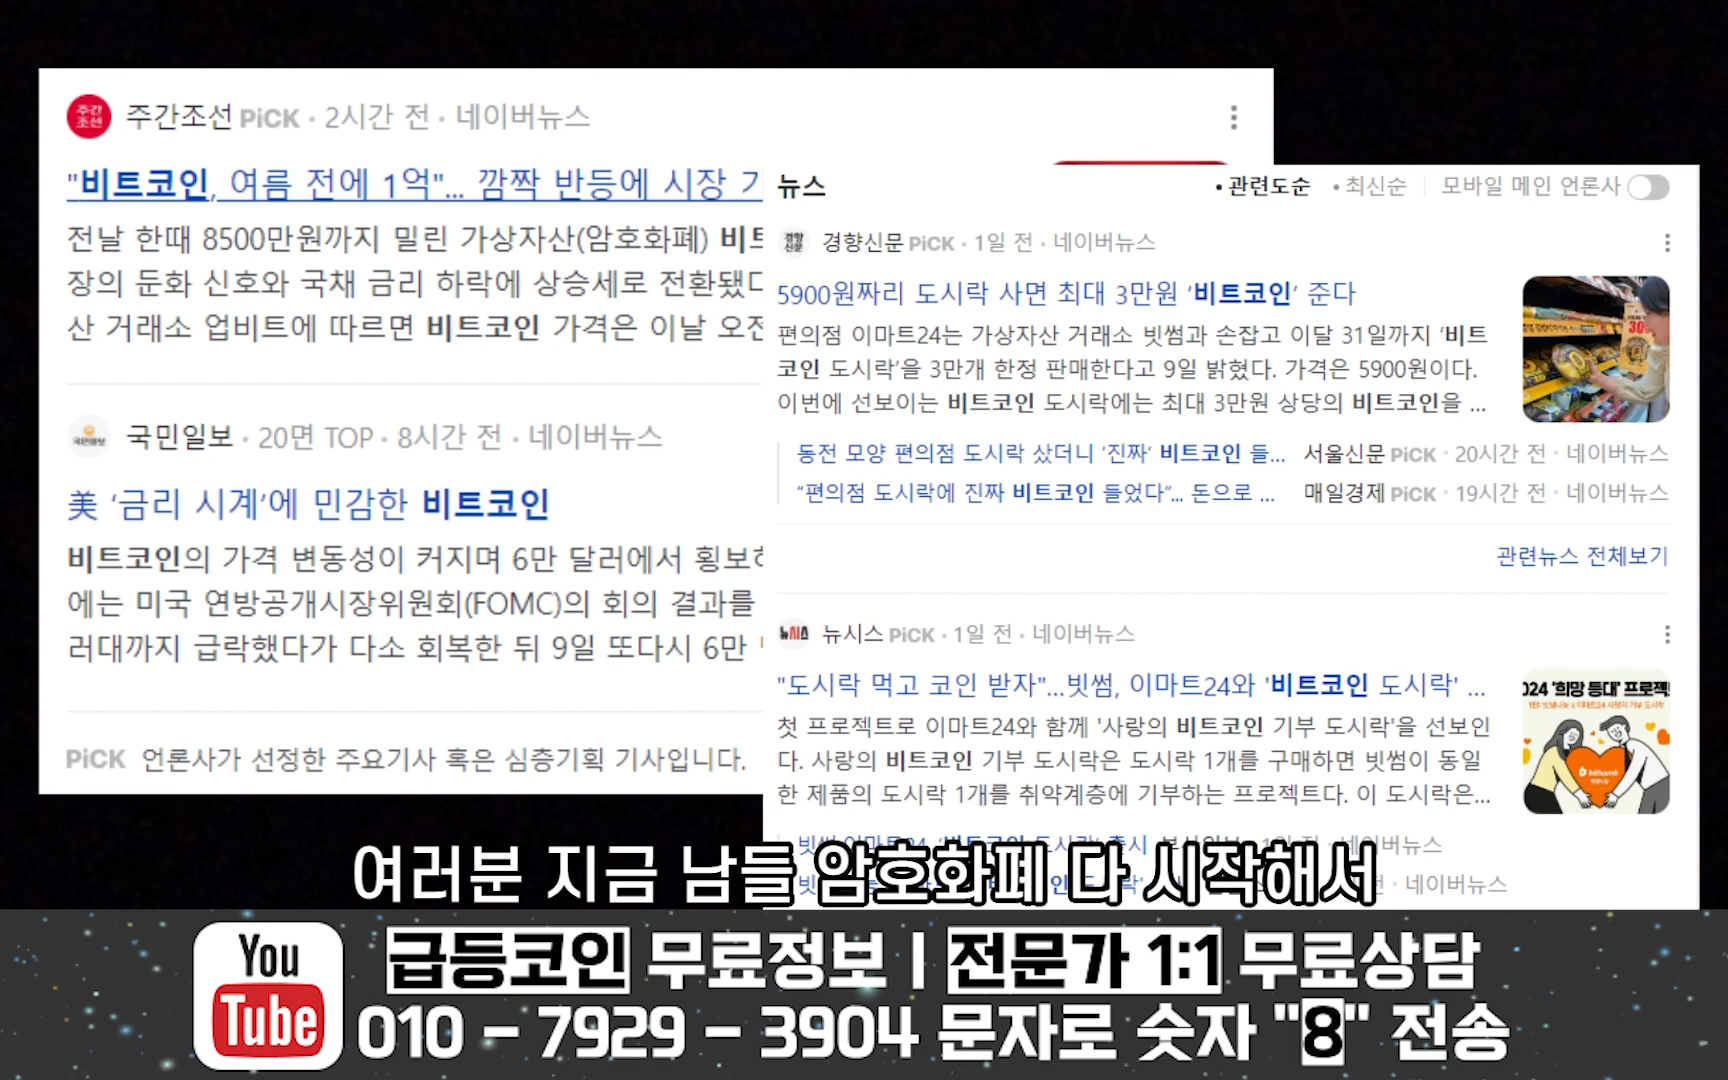 주간조선 PiCK · 2시간 전 · 네이버뉴스
"비트코인, 여름 전에 1억"... 깜짝 반등에 시장 기
전날 한때 8500만원까지 밀린 가상자산(암호화폐) 비트
장의 둔화 신호와 국채 금리 하락에 상승세로 전환됐다
산 거래소 업비트에 따르면 비트코인 가격은 이날 오전
국민일보 · 20면 TOP · 8시간 전 · 네이버뉴스
美 ‘금리 시계’에 민감한 비트코인
비트코인의 가격 변동성이 커지며 6만 달러에서 횡보하
에는 미국 연방공개시장위원회(FOMC)의 회의 결과를
러대까지 급락했다가 다소 회복한 뒤 9일 또다시 6만
PiCK 언론사가 선정한 주요기사 혹은 심층기획 기사입니다.
뉴스
• 관련도순 • 최신순 모바일 메인 언론사
경향신문 PiCK · 1일 전 · 네이버뉴스
5900원짜리 도시락 사면 최대 3만원 ‘비트코인’ 준다
편의점 이마트24는 가상자산 거래소 빗썸과 손잡고 이달 31일까지 ‘비트
코인 도시락’을 3만개 한정 판매한다고 9일 밝혔다. 가격은 5900원이다.
이번에 선보이는 비트코인 도시락에는 최대 3만원 상당의 비트코인을 ...
동전 모양 편의점 도시락 샀더니 ‘진짜’ 비트코인 들... 서울신문 PiCK · 20시간 전 · 네이버뉴스
“편의점 도시락에 진짜 비트코인 들었다”... 돈으로 ... 매일경제 PiCK · 19시간 전 · 네이버뉴스
관련뉴스 전체보기
뉴시스 뉴시스 PiCK · 1일 전 · 네이버뉴스
"도시락 먹고 코인 받자"...빗썸, 이마트24와 '비트코인 도시락' ...
첫 프로젝트로 이마트24와 함께 '사랑의 비트코인 기부 도시락'을 선보인
다. 사랑의 비트코인 기부 도시락은 도시락 1개를 구매하면 빗썸이 동일
한 제품의 도시락 1개를 취약계층에 기부하는 프로젝트다. 이 도시락은...
024 '희망 등대' 프로젝
네이버뉴스
네이버뉴스
여러분 지금 남들 암호화폐 다 시작해서
You Tube
급등코인 무료정보 | 전문가 1:1 무료상담
010 - 7929 - 3904 문자로 숫자 "8" 전송